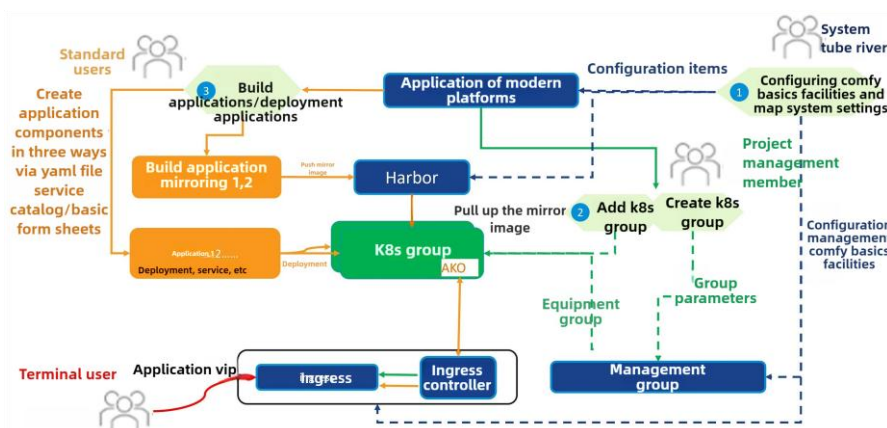 Standard
users
System
tube river
3
Build
applications/deployment
applications
Application of modern
platforms
Configuration items
1
Configuring comfy
basics facilities and
map system settings
Create
application
components
in three ways
via yaml file
service
catalog/basic
form sheets
Build application
mirroring 1,2
Push mirror
image
Harbor
Project
management
member
Pull up the mirror
image
2
Add k8s
group
Create k8s
group
Application,12......
Deployment, service, etc
Deployment
K8s group
AKO
Configuration
management
comfy basics
facilities
Equipment
group
Group
parameters
Terminal user
Application vip
Ingress
Ingress
controller
Management
group